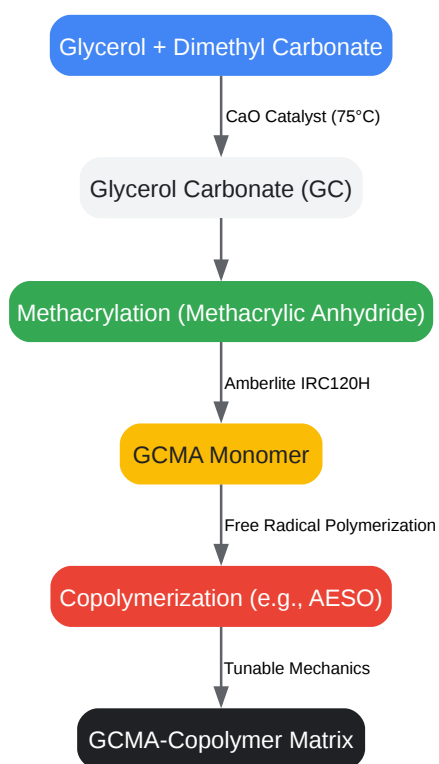 Glycerol + Dimethyl Carbonate
CaO Catalyst (75°C)
Glycerol Carbonate (GC)
Methacrylation (Methacrylic Anhydride)
Amberlite IRC120H
GCMA Monomer
Free Radical Polymerization
Copolymerization (e.g., AESO)
Tunable Mechanics
GCMA-Copolymer Matrix